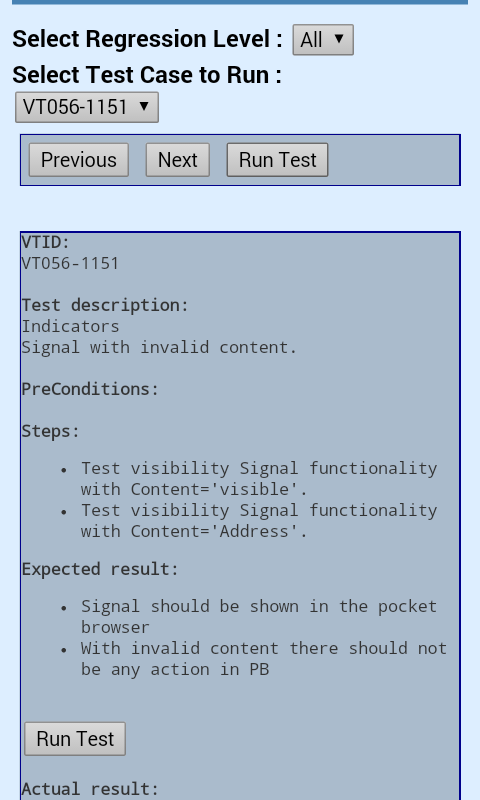 Select Regression Level : All ▼
Select Test Case to Run :
VT056-1151 ▼
Previous Next Run Test
VTID:
VT056-1151
Test description:
Indicators
Signal with invalid content.
PreConditions:
Steps:
• Test visibility Signal functionality
with Content='visible'.
• Test visibility Signal functionality
with Content='Address'.
Expected result:
• Signal should be shown in the pocket
browser
• With invalid content there should not
be any action in PB
Run Test
Actual result: